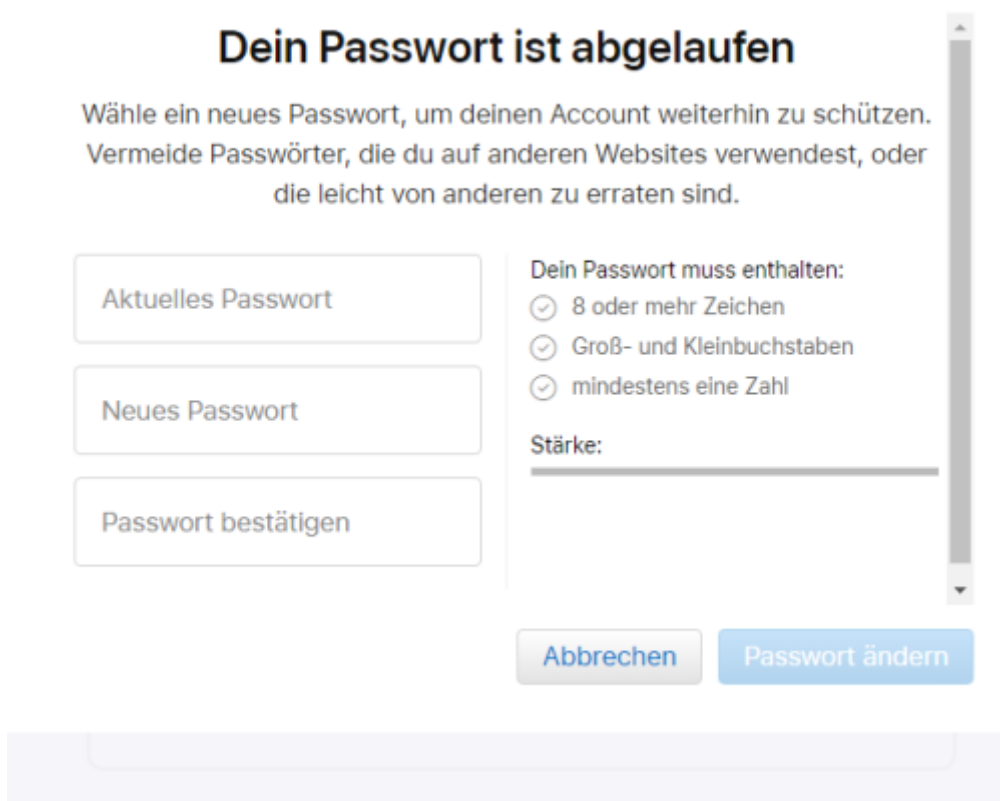 Dein Passwort ist abgelaufen
Wähle ein neues Passwort, um deinen Account weiterhin zu schützen.
Vermeide Passwörter, die du auf anderen Websites verwendest, oder
die leicht von anderen zu erraten sind.
Aktuelles Passwort
Neues Passwort
Passwort bestätigen
Dein Passwort muss enthalten:
8 oder mehr Zeichen
Groß- und Kleinbuchstaben
mindestens eine Zahl
Stärke:
Abbrechen
Passwort ändern